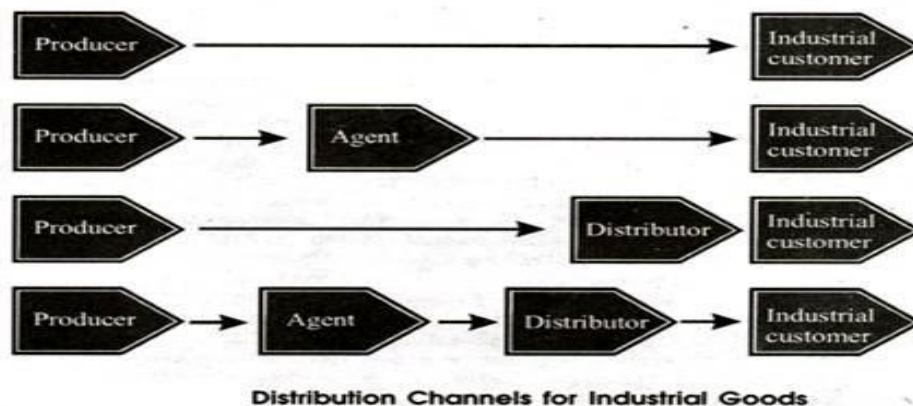 Producer
Industrial
customer
Producer
Agent
Industrial
customer
Producer
Distributor
Industrial
customer
Producer
Agent
Distributor
Industrial
customer
Distribution Channels for Industrial Goods